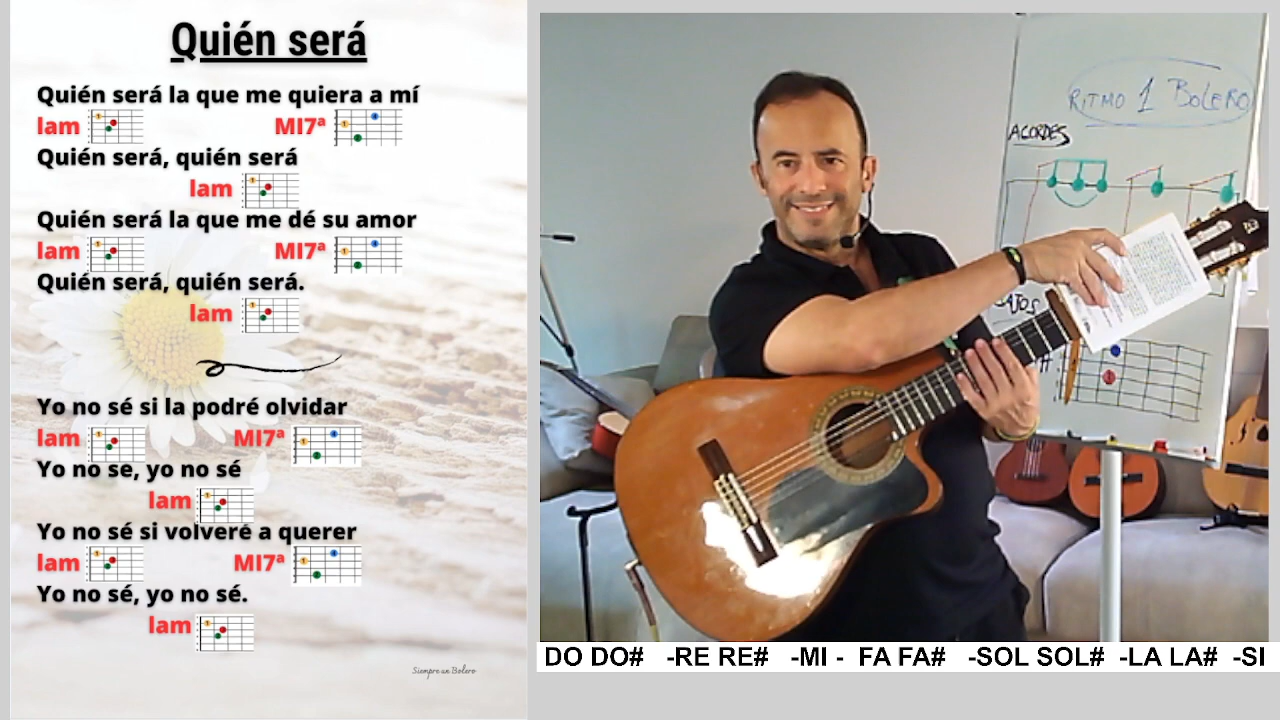 Quién será
Quién será la que me quiera a mí
lam MI7ª
Quién será, quién será
lam
Quién será la que me dé su amor
lam MI7ª
Quién será, quién será.
lam
Yo no sé si la podré olvidar
lam MI7ª
Yo no se, yo no sé
lam
Yo no sé si volveré a querer
lam MI7ª
Yo no sé, yo no sé.
lam
Siempre un Bolero
RITMO 1 BOLERO
ACORDES
DO DO# -RE RE# -MI - FA FA# -SOL SOL# -LA LA# -SI